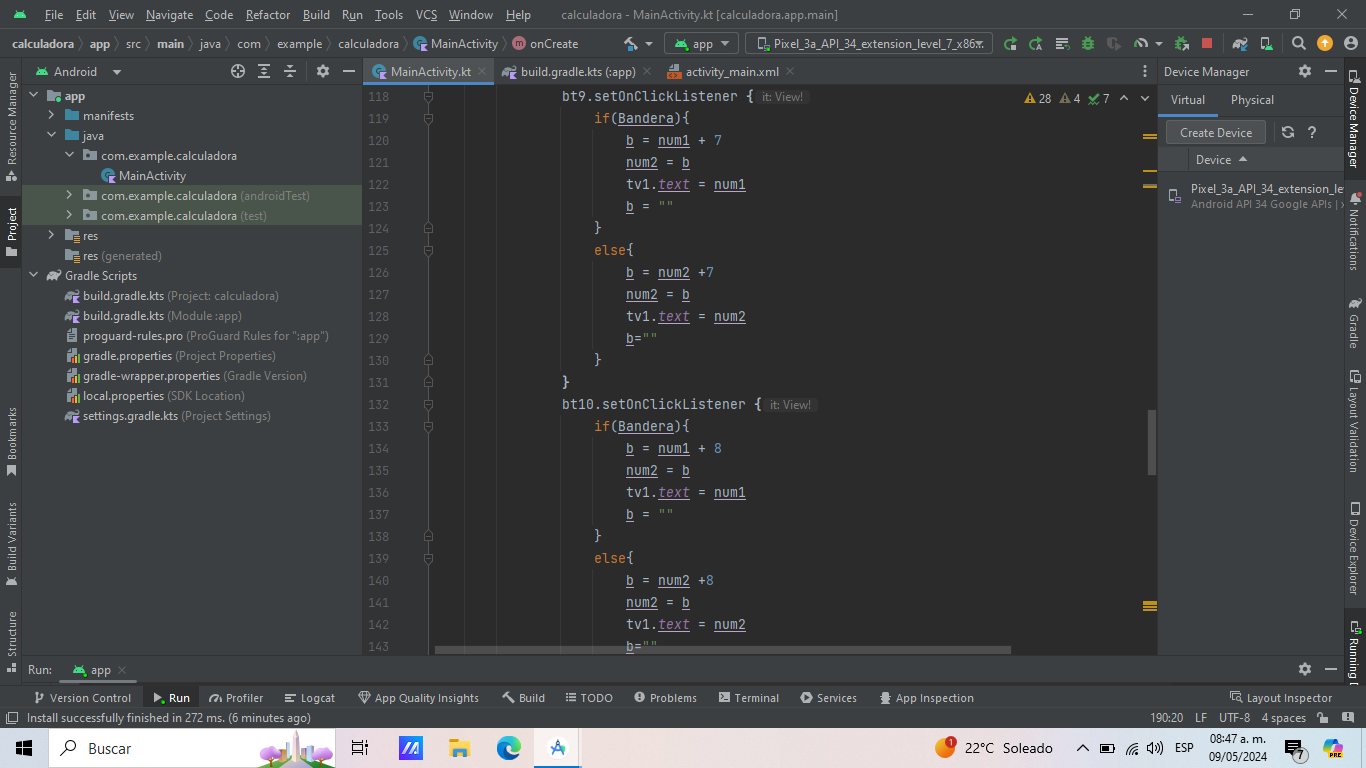 File Edit View Navigate Code Refactor Build Run Tools VCS Window Help calculadora - MainActivity.kt [calculadora.app.main]
calculadora app src main java com example calculadora MainActivity onCreate app Pixel_3a_API_34_extension_level_7_x86
Android
MainActivity.kt build.gradle.kts (:app) activity_main.xml
Device Manager
Resource Manager
Project
Bookmarks
Build Variants
Structure
app
manifests
java
com.example.calculadora
MainActivity
com.example.calculadora (androidTest)
com.example.calculadora (test)
res
res (generated)
Gradle Scripts
build.gradle.kts (Project: calculadora)
build.gradle.kts (Module :app)
proguard-rules.pro (ProGuard Rules for ":app")
gradle.properties (Project Properties)
gradle-wrapper.properties (Gradle Version)
local.properties (SDK Location)
settings.gradle.kts (Project Settings)
28 4 7
118 bt9.setOnClickListener { it: View!
119 if(Bandera){
120 b = num1 + 7
121 num2 = b
122 tv1.text = num1
123 b = ""
124 }
125 else{
126 b = num2 +7
127 num2 = b
128 tv1.text = num2
129 b=""
130 }
131 }
132 bt10.setOnClickListener { it: View!
133 if(Bandera){
134 b = num1 + 8
135 num2 = b
136 tv1.text = num1
137 b = ""
138 }
139 else{
140 b = num2 +8
141 num2 = b
142 tv1.text = num2
143 b=""
Virtual Physical
Create Device ?
Device
Pixel_3a_API_34_extension_le
Android API 34 Google APIs | x
Device Manager
Notifications
Gradle
Layout Validation
Device Explorer
Running
Run: app
Version Control Run Profiler Logcat App Quality Insights Build TODO Problems Terminal Services App Inspection Layout Inspector
Install successfully finished in 272 ms. (6 minutes ago) 190:20 LF UTF-8 4 spaces
Buscar 1 22°C Soleado ESP 08:47 a. m. 7 PRE
09/05/2024